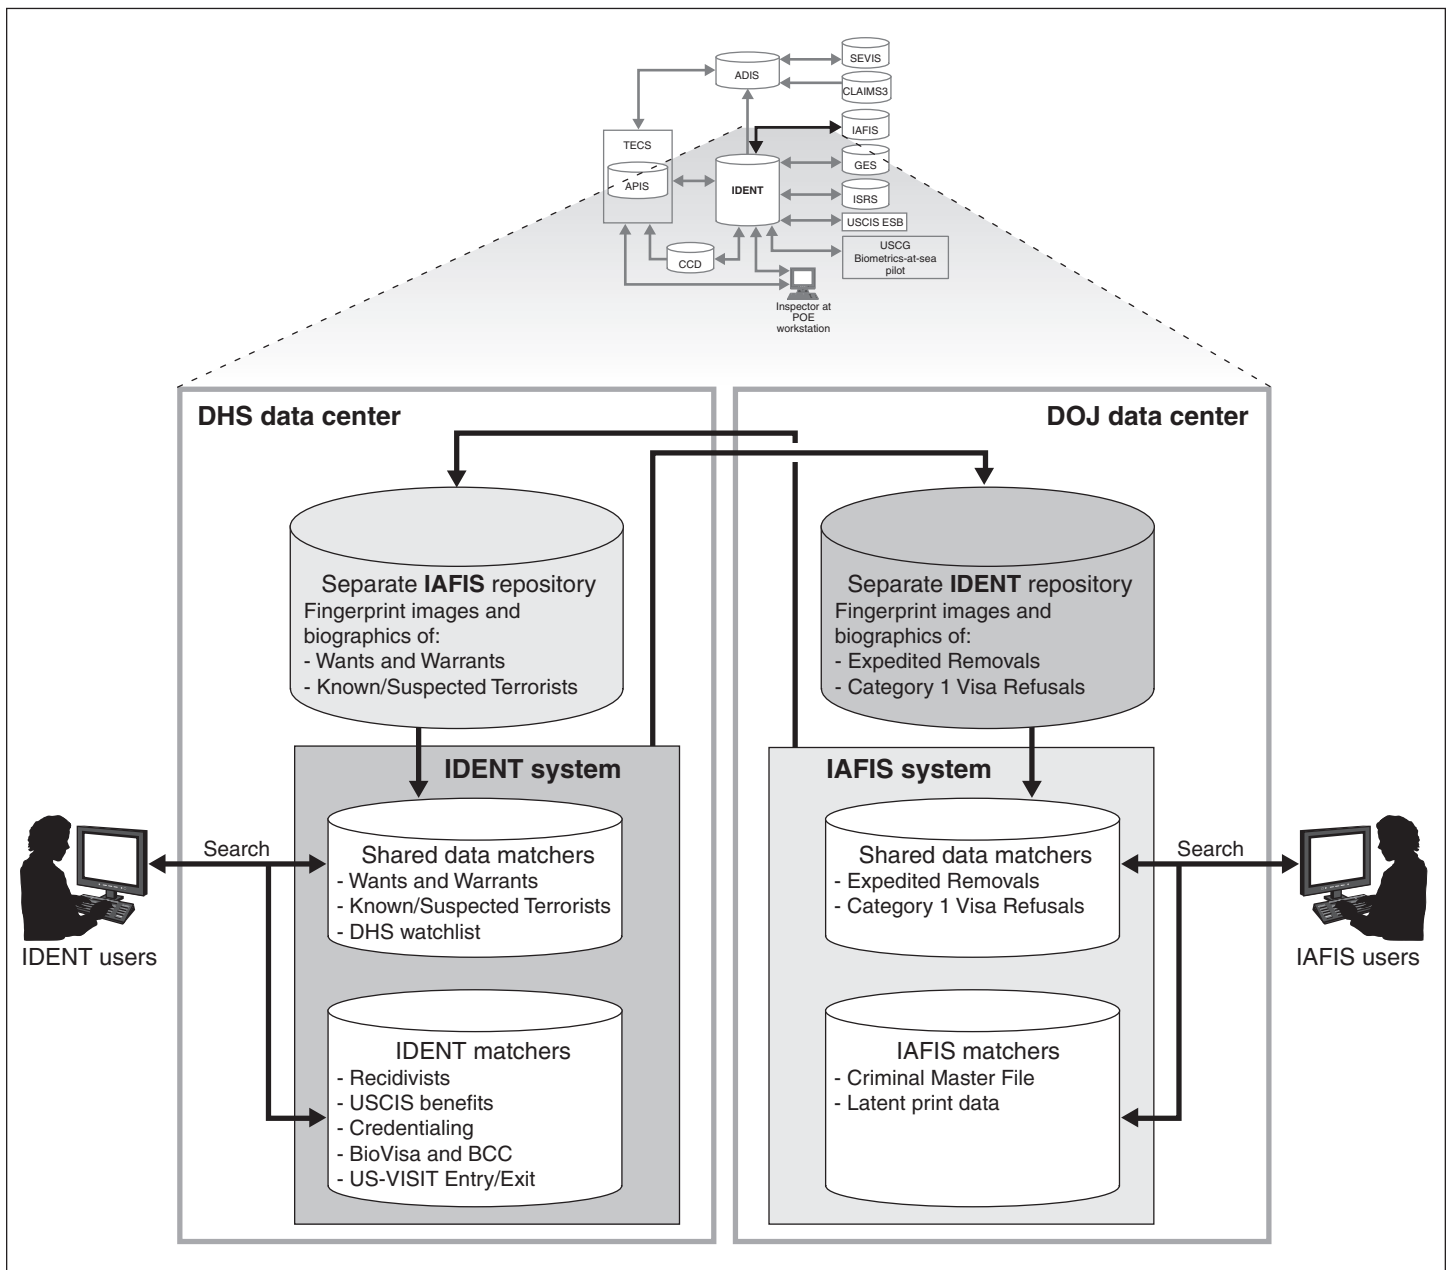 SEVIS
ADIS
CLAIMS3
IAFIS
TECS
GES
APIS
IDENT
ISRS
USCIS ESB
USCG
Biometrics-at-sea
pilot
CCD
Inspector at
POE
workstation
DHS data center
DOJ data center
Separate IAFIS repository
Fingerprint images and
biographics of:
- Wants and Warrants
- Known/Suspected Terrorists
Separate IDENT repository
Fingerprint images and
biographics of:
- Expedited Removals
- Category 1 Visa Refusals
IDENT system
IAFIS system
Search
Shared data matchers
- Wants and Warrants
- Known/Suspected Terrorists
- DHS watchlist
Shared data matchers
- Expedited Removals
- Category 1 Visa Refusals
Search
IDENT users
IAFIS users
IDENT matchers
- Recidivists
- USCIS benefits
- Credentialing
- BioVisa and BCC
- US-VISIT Entry/Exit
IAFIS matchers
- Criminal Master File
- Latent print data